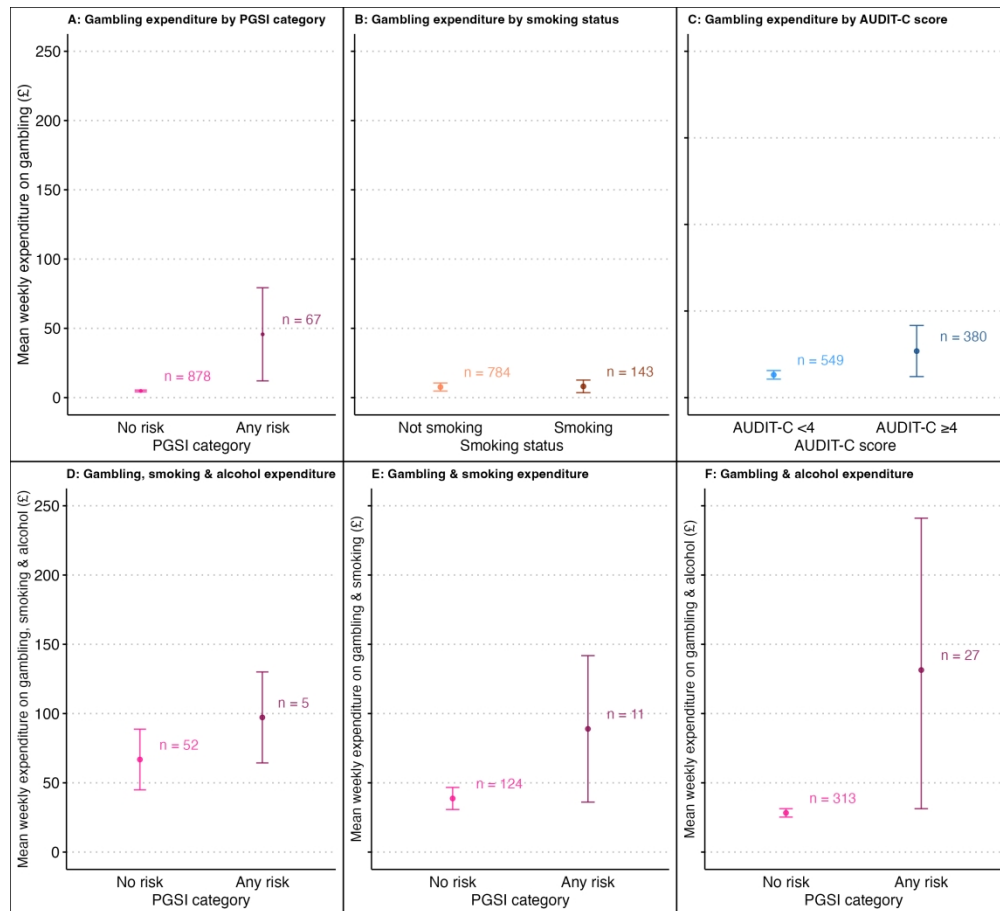 A: Gambling expenditure by PGSI category
Mean weekly expenditure on gambling (£)
250
200
150
100
50
0
n = 878
n = 67
No risk
Any risk
PGSI category
B: Gambling expenditure by smoking status
n = 784
n = 143
Not smoking
Smoking
Smoking status
C: Gambling expenditure by AUDIT-C score
n = 549
n = 380
AUDIT-C <4
AUDIT-C ≥4
AUDIT-C score
D: Gambling, smoking & alcohol expenditure
Mean weekly expenditure on gambling, smoking & alcohol (£)
250
200
150
100
50
0
n = 52
n = 5
No risk
Any risk
PGSI category
E: Gambling & smoking expenditure
Mean weekly expenditure on gambling & smoking (£)
n = 124
n = 11
No risk
Any risk
PGSI category
F: Gambling & alcohol expenditure
Mean weekly expenditure on gambling & alcohol (£)
n = 313
n = 27
No risk
Any risk
PGSI category